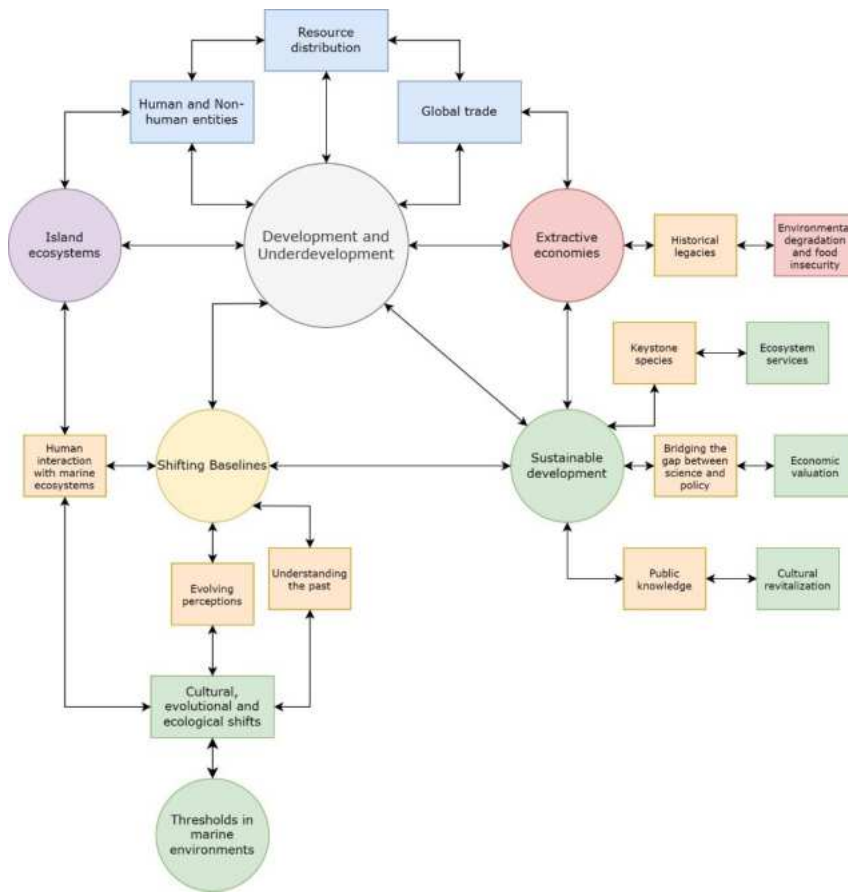 Resource
distribution
Human and Non-
human entities
Global trade
Island
ecosystems
Development and
Underdevelopment
Extractive
economies
Historical
legacies
Environmental
degradation
and food
insecurity
Keystone
species
Ecosystem
services
Human
interaction
with marine
ecosystems
Shifting Baselines
Sustainable
development
Bridging the
gap between
science and
policy
Economic
valuation
Evolving
perceptions
Understanding
the past
Public
knowledge
Cultural
revitalization
Cultural,
evolutional and
ecological shifts
Thresholds in
marine
environments